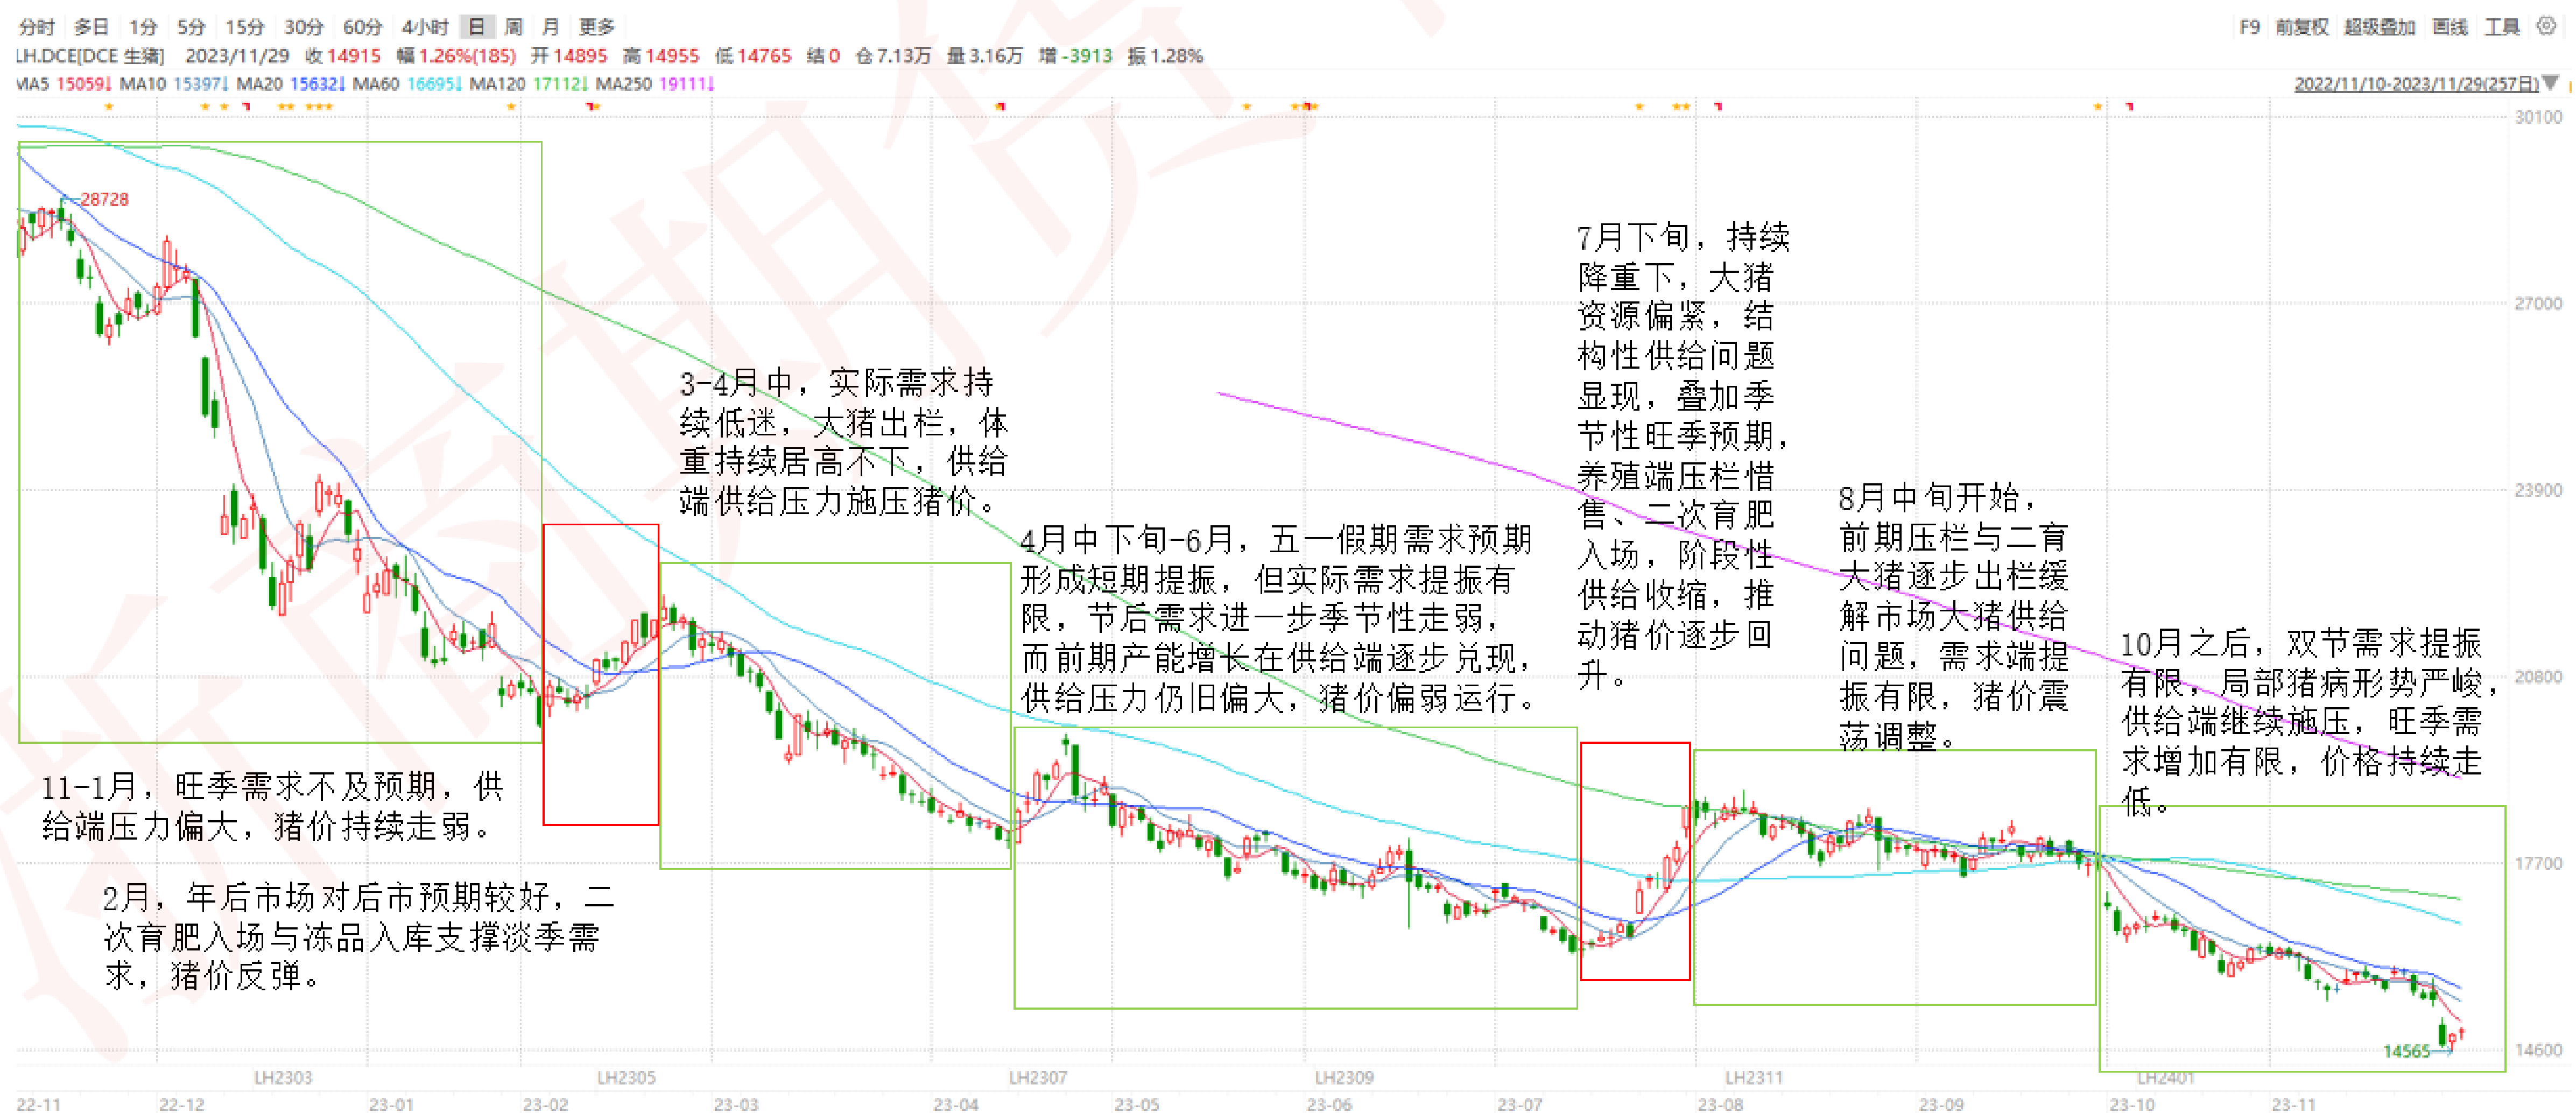 分时 多日 1分 5分 15分 30分 60分 4小时 日 周 月 更多 F9 前复权 超级叠加 画线 工具
LH.DCE[DCE 生猪] 2023/11/29 收14915 幅1.26%(185) 开14895 高14955 低14765 结0 仓7.13万 量3.16万 增-3913 振1.28%
MA5 15059↓ MA10 15397↓ MA20 15632↓ MA60 16695↓ MA120 17112↓ MA250 19111↓ 2022/11/10-2023/11/29(257日)
30100
28728
27000
23900
20800
17700
14600
14565
11-1月，旺季需求不及预期，供
给端压力偏大，猪价持续走弱。
2月，年后市场对后市预期较好，二
次育肥入场与冻品入库支撑淡季需
求，猪价反弹。
3-4月中，实际需求持
续低迷，大猪出栏，体
重持续居高不下，供给
端供给压力施压猪价。
4月中下旬-6月，五一假期需求预期
形成短期提振，但实际需求提振有
限，节后需求进一步季节性走弱，
而前期产能增长在供给端逐步兑现，
供给压力仍旧偏大，猪价偏弱运行。
7月下旬，持续
降重下，大猪
资源偏紧，结
构性供给问题
显现，叠加季
节性旺季预期，
养殖端压栏惜
售、二次育肥
入场，阶段性
供给收缩，推
动猪价逐步回
升。
8月中旬开始，
前期压栏与二育
大猪逐步出栏缓
解市场大猪供给
问题，需求端提
振有限，猪价震
荡调整。
10月之后，双节需求提振
有限，局部猪病形势严峻，
供给端继续施压，旺季需
求增加有限，价格持续走
低。
LH2303 LH2305 LH2307 LH2309 LH2311 LH2401
22-11 22-12 23-01 23-02 23-03 23-04 23-05 23-06 23-07 23-08 23-09 23-10 23-11